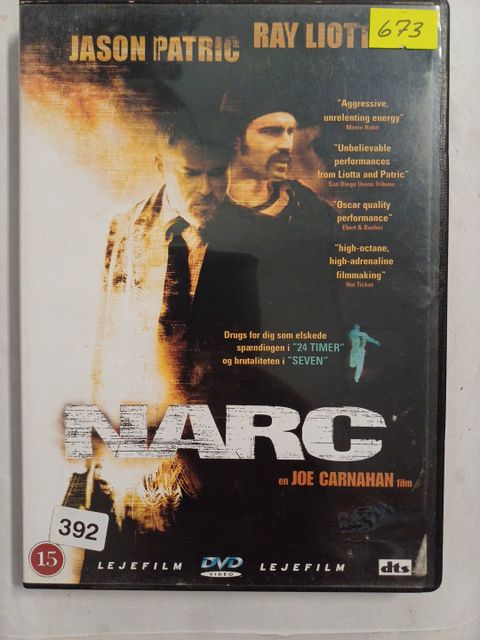 JASON PATRIC
RAY LIOTT
673
"Aggressive,
unrelenting energy"
Movie Habit
"Unbelievable
performances
from Liotta and Patric"
San Diego Union Tribune
"Oscar quality
performance"
Ebert & Roeper
"high-octane,
high-adrenaline
filmmaking"
Hot Ticket
Drugs for dig som elskede
spændingen i "24 TIMER"
og brutaliteten i "SEVEN"
NARC
en JOE CARNAHAN film
392
15
LEJEFILM
DVD
VIDEO
LEJEFILM
dts